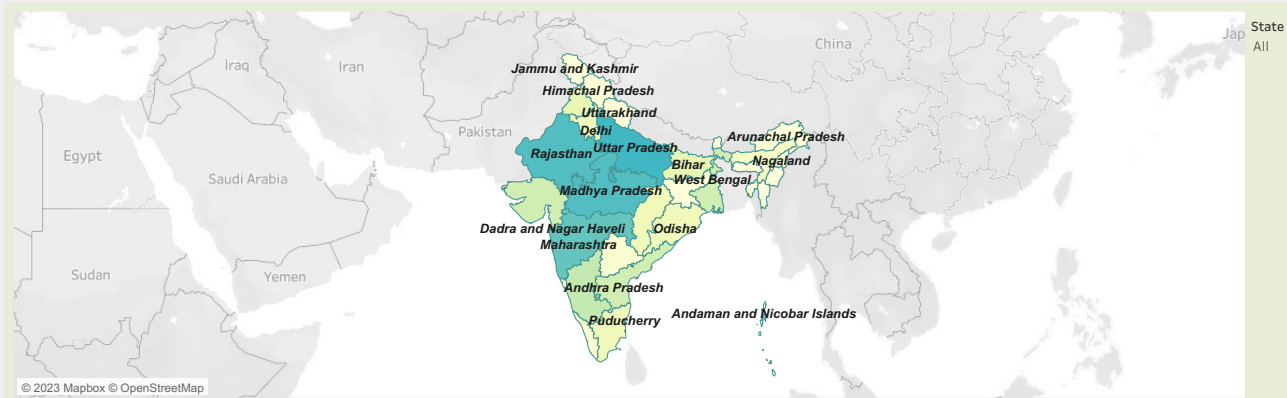 State
All
Jap
China
Iraq
Iran
Jammu and Kashmir
Himachal Pradesh
Uttarakhand
Pakistan
Delhi
Arunachal Pradesh
Egypt
Rajasthan
Uttar Pradesh
Bihar
Nagaland
Saudi Arabia
West Bengal
Madhya Pradesh
Dadra and Nagar Haveli
Odisha
Maharashtra
Sudan
Yemen
Andhra Pradesh
Puducherry
Andaman and Nicobar Islands
© 2023 Mapbox © OpenStreetMap